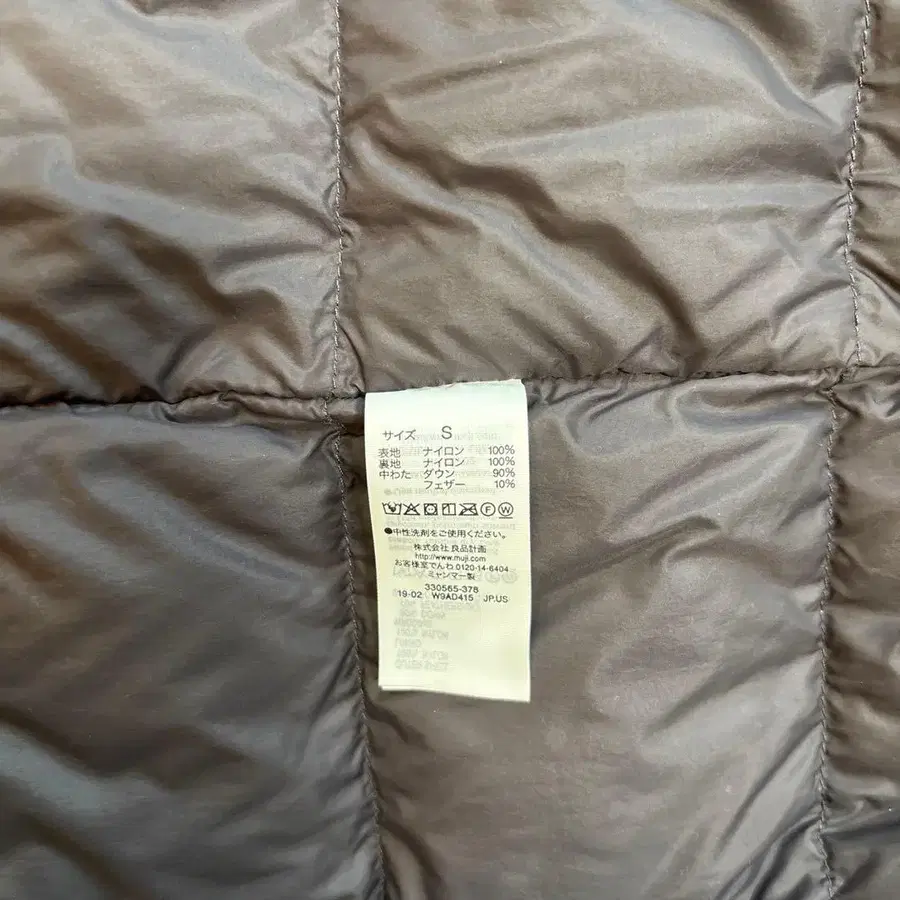 サイズ S
表地 ナイロン 100%
裏地 ナイロン 100%
中わた ダウン 90%
フェザー 10%
●中性洗剤をご使用ください。
株式会社 良品計画
http://www.muji.com
お客様室でんわ 0120-14-6404
ミャンマー製
330565-378
19-02 W9AD415 JP.US